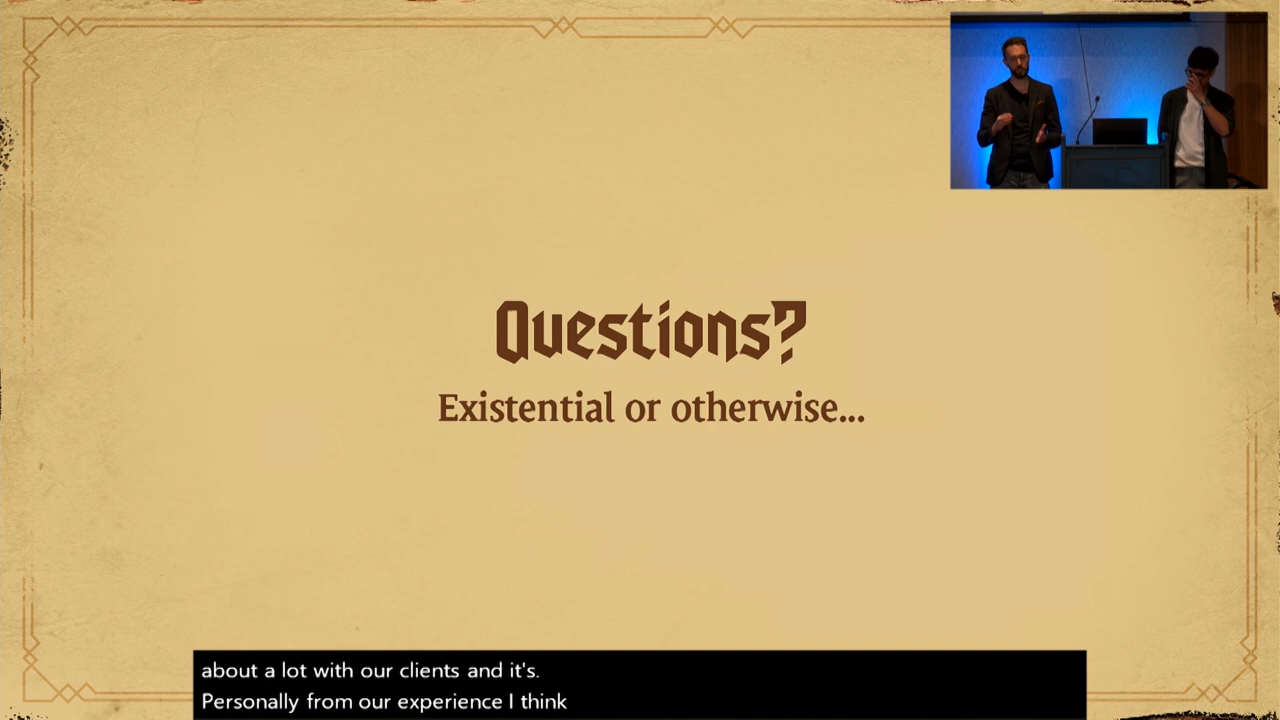 Questions?
Existential or otherwise...
about a lot with our clients and it's.
Personally from our experience I think